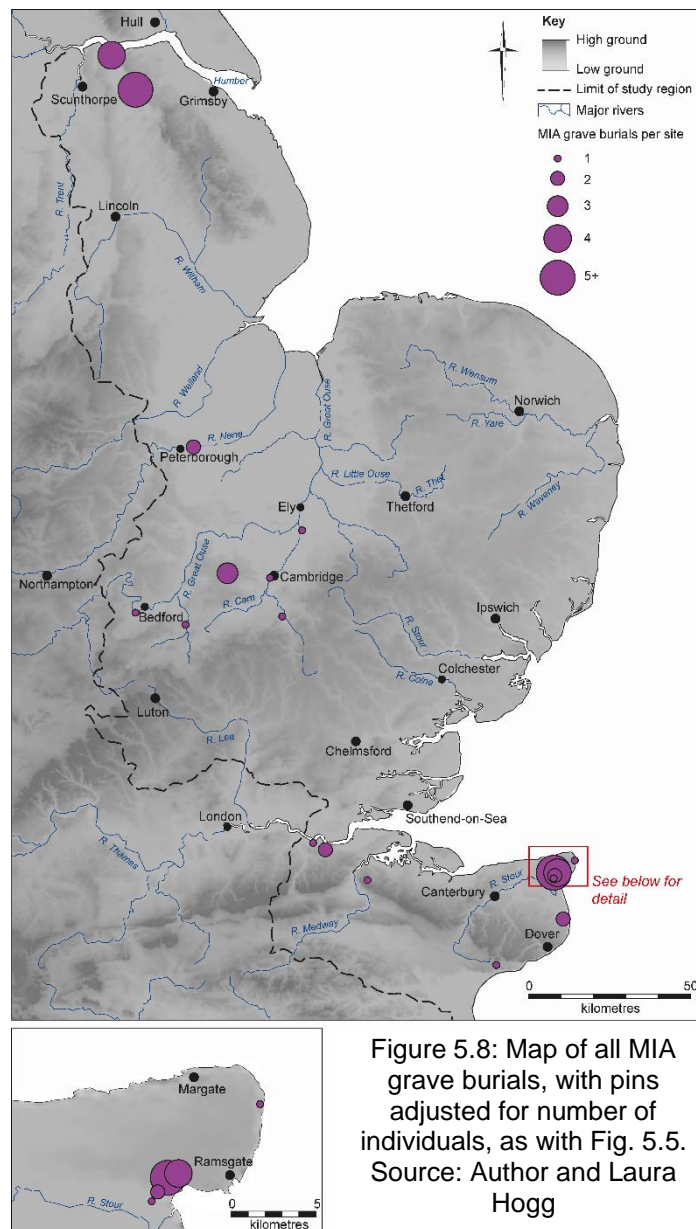 Key
High ground
Low ground
Limit of study region
Major rivers
MIA grave burials per site
1
2
3
4
5+
Hull
Humber
Scunthorpe
Grimsby
R. Trent
Lincoln
R. Witham
R. Welland
R. Nene
Peterborough
R. Great Ouse
R. Wensum
Norwich
R. Yare
R. Little Ouse
R. Thet
Thetford
R. Waveney
Ely
Northampton
R. Great Ouse
Cambridge
Bedford
R. Cam
Ipswich
R. Stour
Colchester
R. Colne
Luton
R. Lee
Chelmsford
London
Southend-on-Sea
R. Thames
R. Stour
Canterbury
See below for
detail
R. Medway
Dover
0 50
kilometres
Margate
Ramsgate
R. Stour
0 5
kilometres
Figure 5.8: Map of all MIA
grave burials, with pins
adjusted for number of
individuals, as with Fig. 5.5.
Source: Author and Laura
Hogg